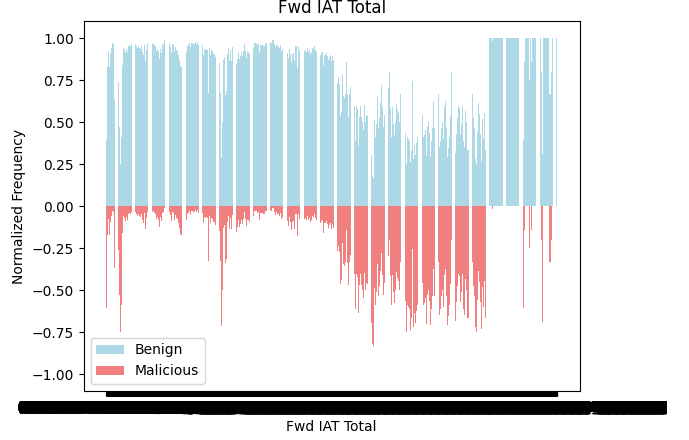 Fwd IAT Total
1.00
0.75
0.50
0.25
0.00
−0.25
−0.50
−0.75
−1.00
Normalized Frequency
Benign
Malicious
Fwd IAT Total